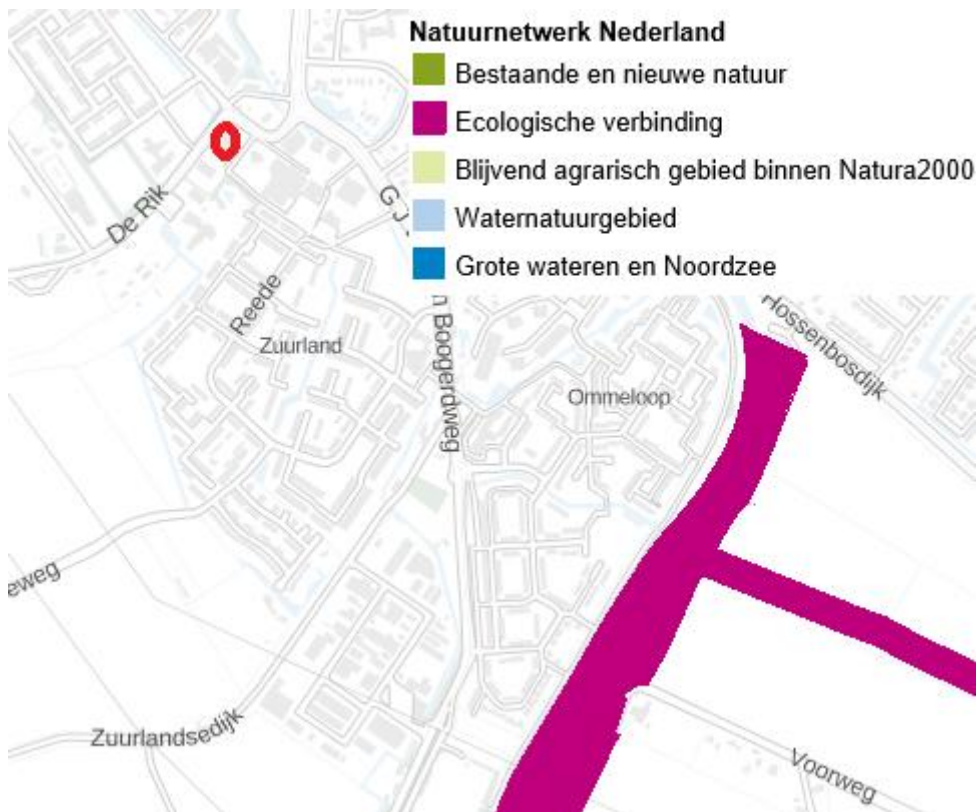 Natuurnetwerk Nederland
Bestaande en nieuwe natuur
Ecologische verbinding
Blijvend agrarisch gebied binnen Natura2000
Waternatuurgebied
Grote wateren en Noordzee
De Rik
G J
Reede
Zuurland
n Boogerdweg
Ommeloop
Hossenbosdijk
eweg
Zuurlandsedijk
Voorweg